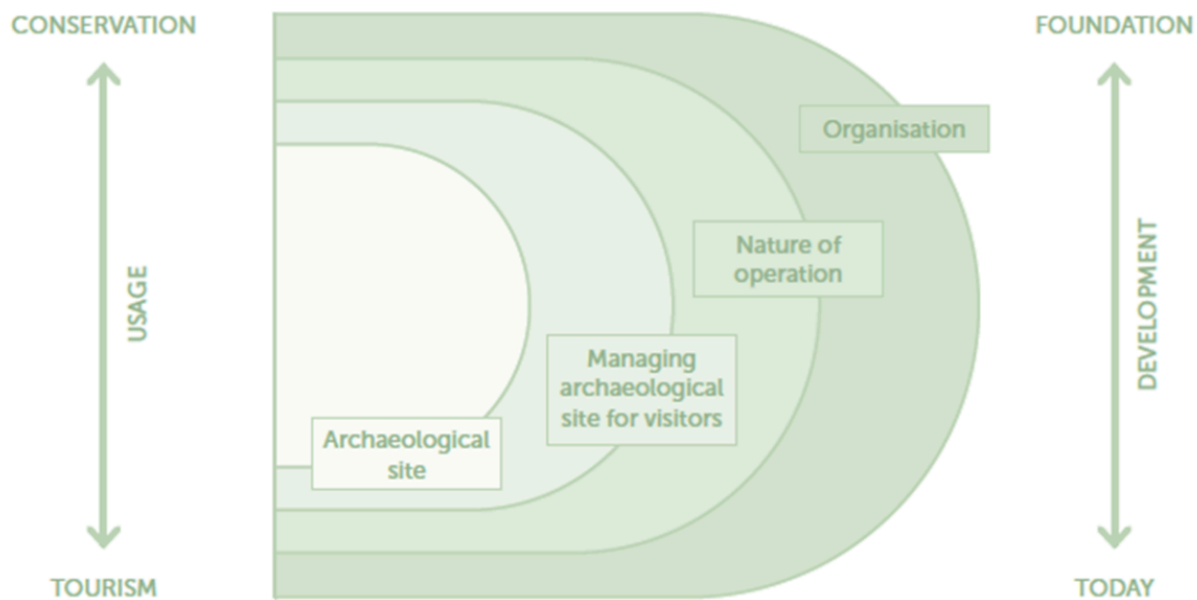 CONSERVATION
FOUNDATION
Organisation
Nature of
operation
USAGE
DEVELOPMENT
Managing
archaeological
site for visitors
Archaeological
site
TOURISM
TODAY